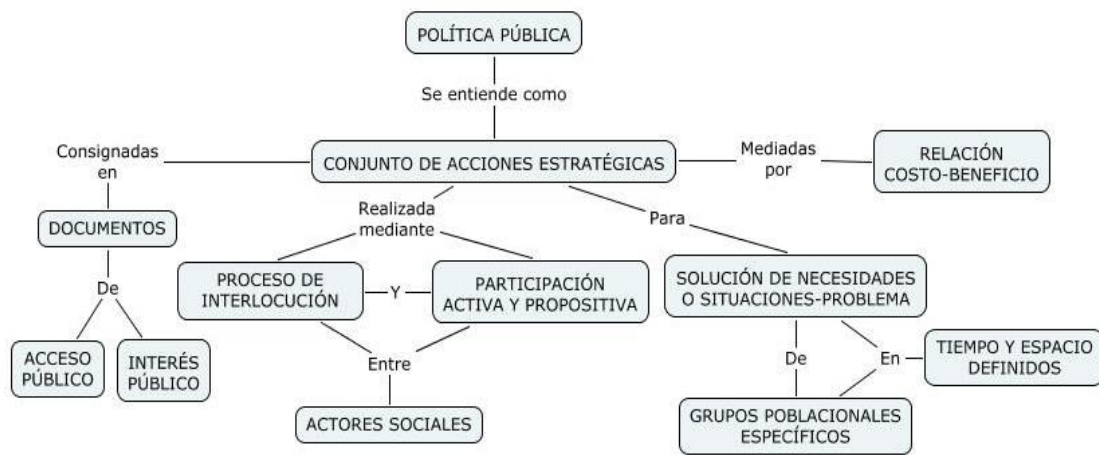 POLÍTICA PÚBLICA
Se entiende como
Consignadas
en
CONJUNTO DE ACCIONES ESTRATÉGICAS
Mediadas
por
RELACIÓN
COSTO-BENEFICIO
DOCUMENTOS
Realizada
mediante
Para
De
PROCESO DE
INTERLOCUCIÓN
Y
PARTICIPACIÓN
ACTIVA Y PROPOSITIVA
SOLUCIÓN DE NECESIDADES
O SITUACIONES-PROBLEMA
ACCESO
PÚBLICO
INTERÉS
PÚBLICO
Entre
De
En
TIEMPO Y ESPACIO
DEFINIDOS
ACTORES SOCIALES
GRUPOS POBLACIONALES
ESPECÍFICOS